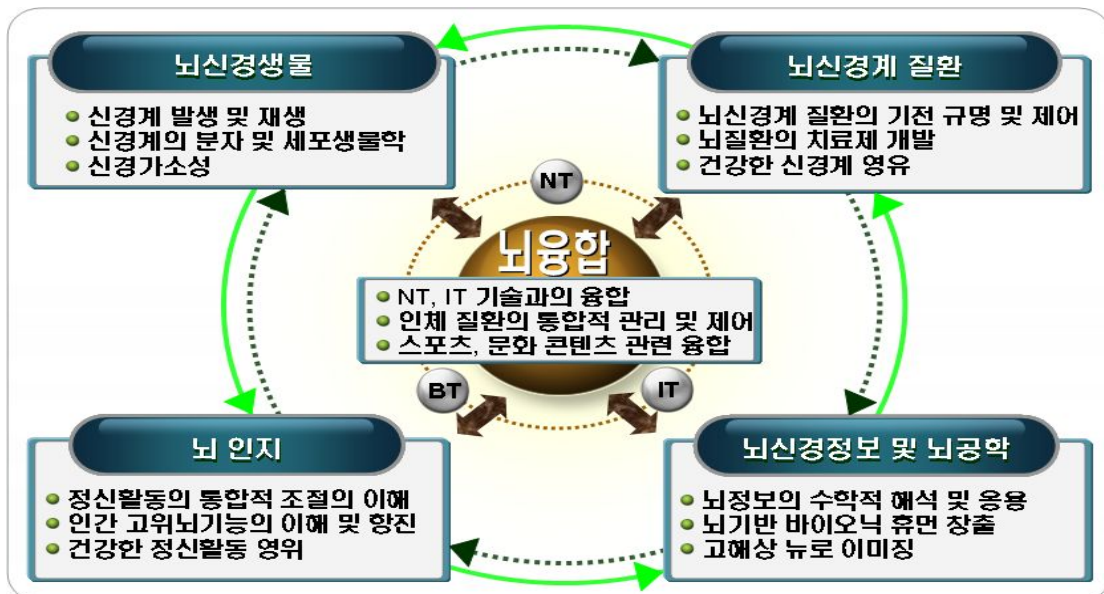 뇌신경생물
신경계 발생 및 재생
신경계의 분자 및 세포생물학
신경가소성
뇌신경계 질환
뇌신경계 질환의 기전 규명 및 제어
뇌질환의 치료제 개발
건강한 신경계 영유
NT
뇌융합
NT, IT 기술과의 융합
인체 질환의 통합적 관리 및 제어
스포츠, 문화 콘텐츠 관련 융합
BT
IT
뇌 인지
정신활동의 통합적 조절의 이해
인간 고위뇌기능의 이해 및 항진
건강한 정신활동 영위
뇌신경정보 및 뇌공학
뇌정보의 수학적 해석 및 응용
뇌기반 바이오닉 휴먼 창출
고해상 뉴로 이미징